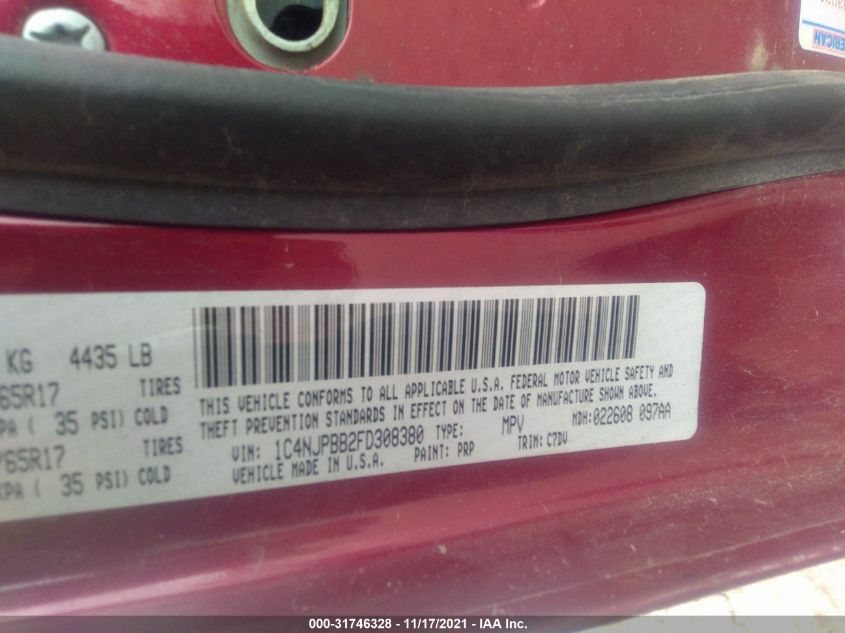 ERICAN
KG 4435 LB
65R17 TIRES
KPA ( 35 PSI) COLD
/65R17 TIRES
KPA ( 35 PSI) COLD
THIS VEHICLE CONFORMS TO ALL APPLICABLE U.S.A. FEDERAL MOTOR VEHICLE SAFETY AND
THEFT PREVENTION STANDARDS IN EFFECT ON THE DATE OF MANUFACTURE SHOWN ABOVE.
VIN: 1C4NJPBB2FD308380 TYPE: MPV MDH:022608 097AA
VEHICLE MADE IN U.S.A. PAINT: PRP TRIM: C7DV
000-31746328 - 11/17/2021 - IAA Inc.